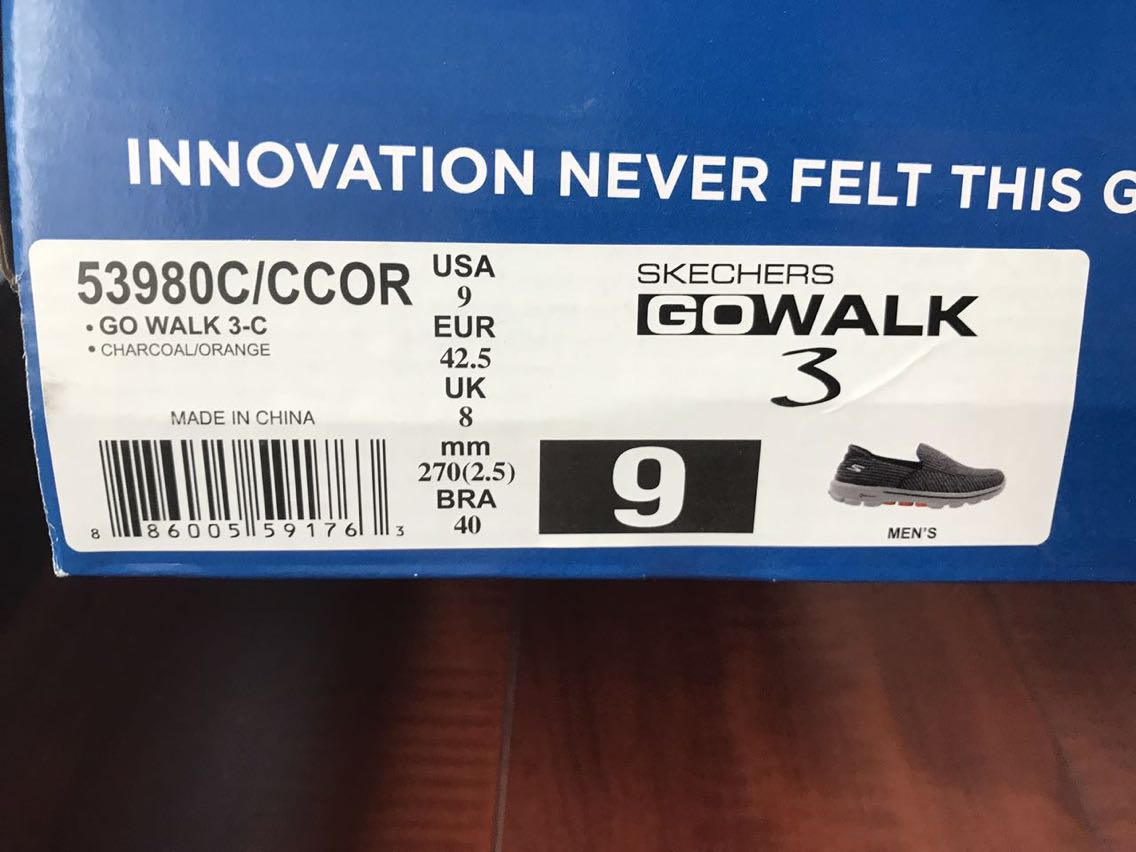 INNOVATION NEVER FELT THIS G
53980C/CCOR
• GO WALK 3-C
• CHARCOAL/ORANGE
MADE IN CHINA
8 86005 59176 3
USA
9
EUR
42.5
UK
8
mm
270(2.5)
BRA
40
9
SKECHERS
GOWALK
3
S
MEN'S